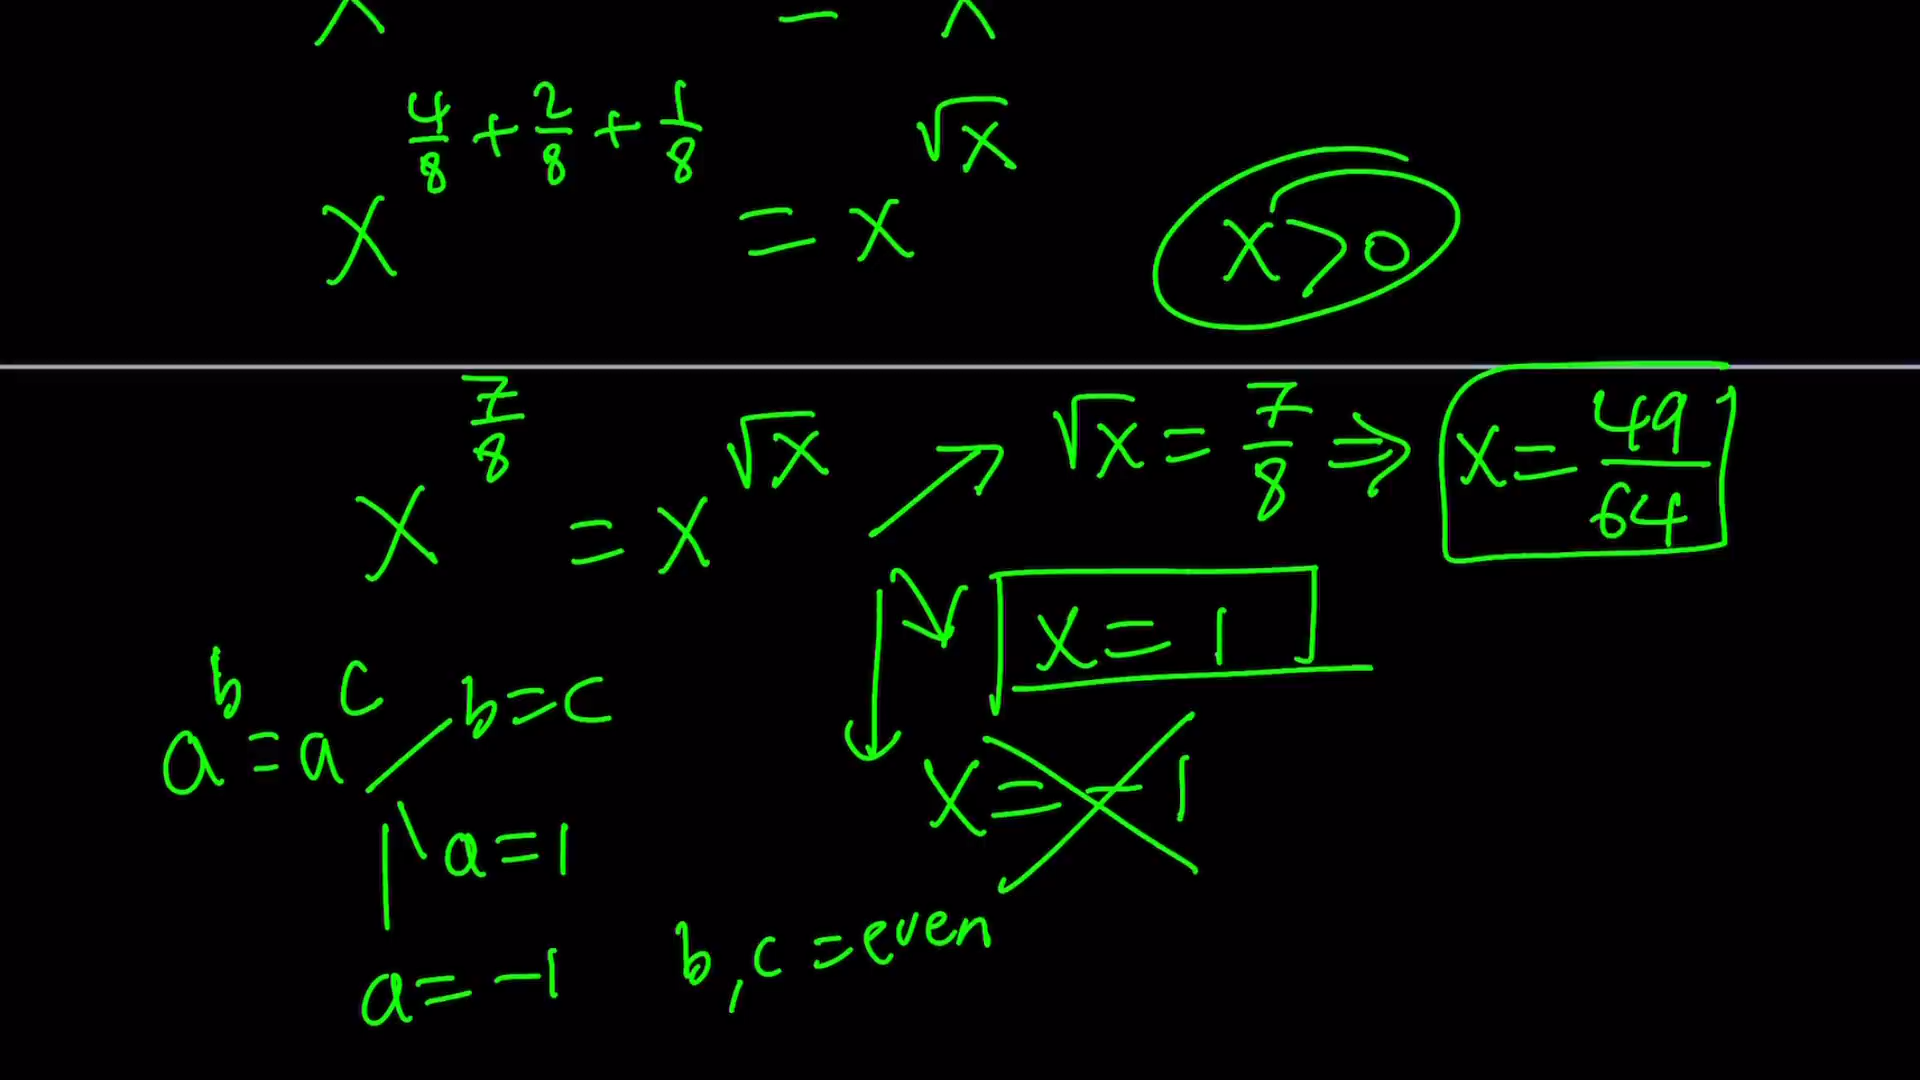 x^(4/8 + 2/8 + 1/8) = x^√x
x > 0
x^(7/8) = x^√x
√x = 7/8 ⇒ x = 49/64
x = 1
a^b = a^c
b = c
x = -1
a = 1
b, c = even
a = -1